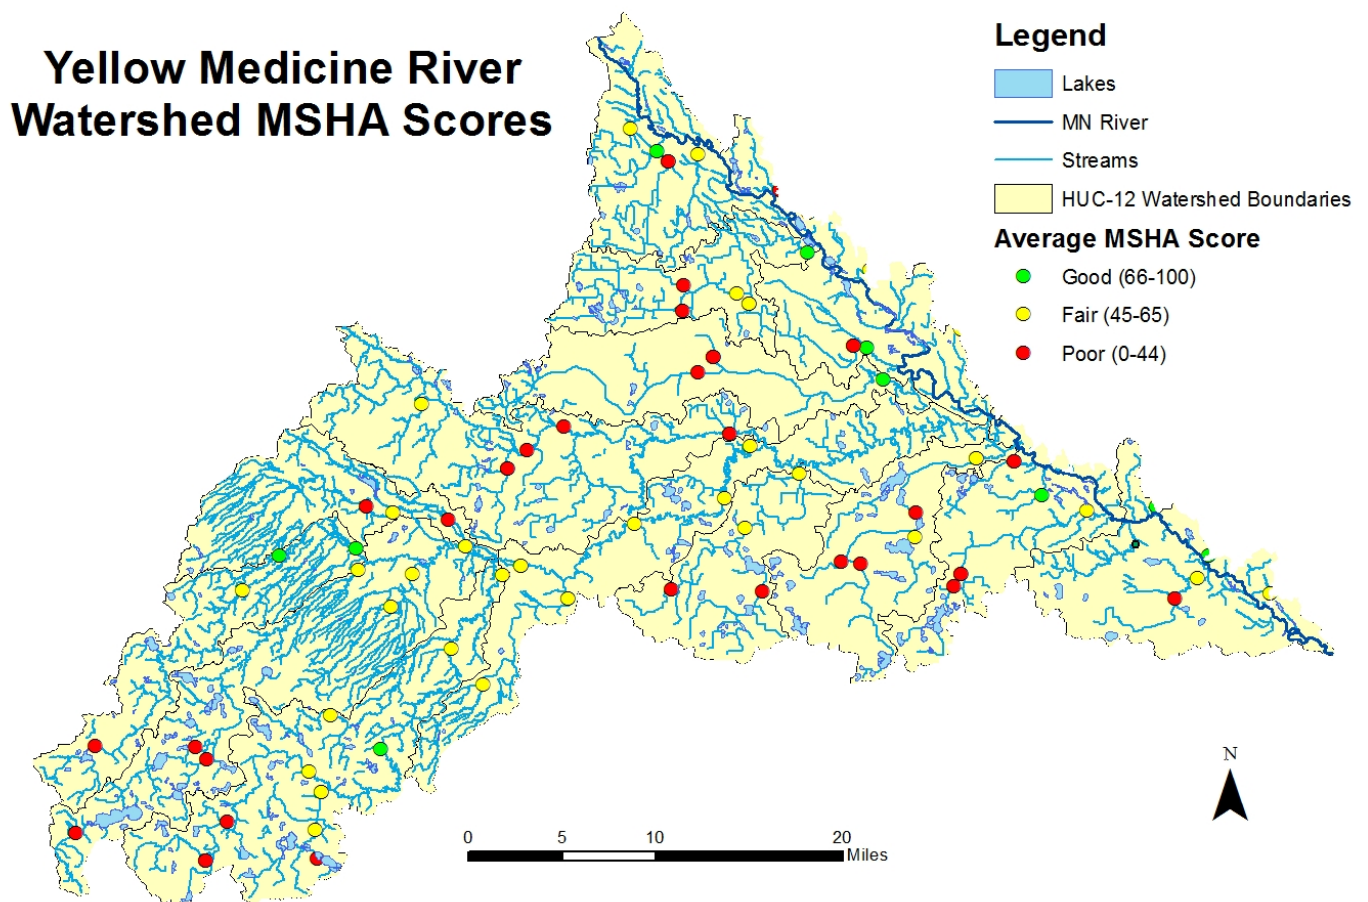 Yellow Medicine River
Watershed MSHA Scores
Legend
Lakes
MN River
Streams
HUC-12 Watershed Boundaries
Average MSHA Score
Good (66-100)
Fair (45-65)
Poor (0-44)
N
0 5 10 20
Miles